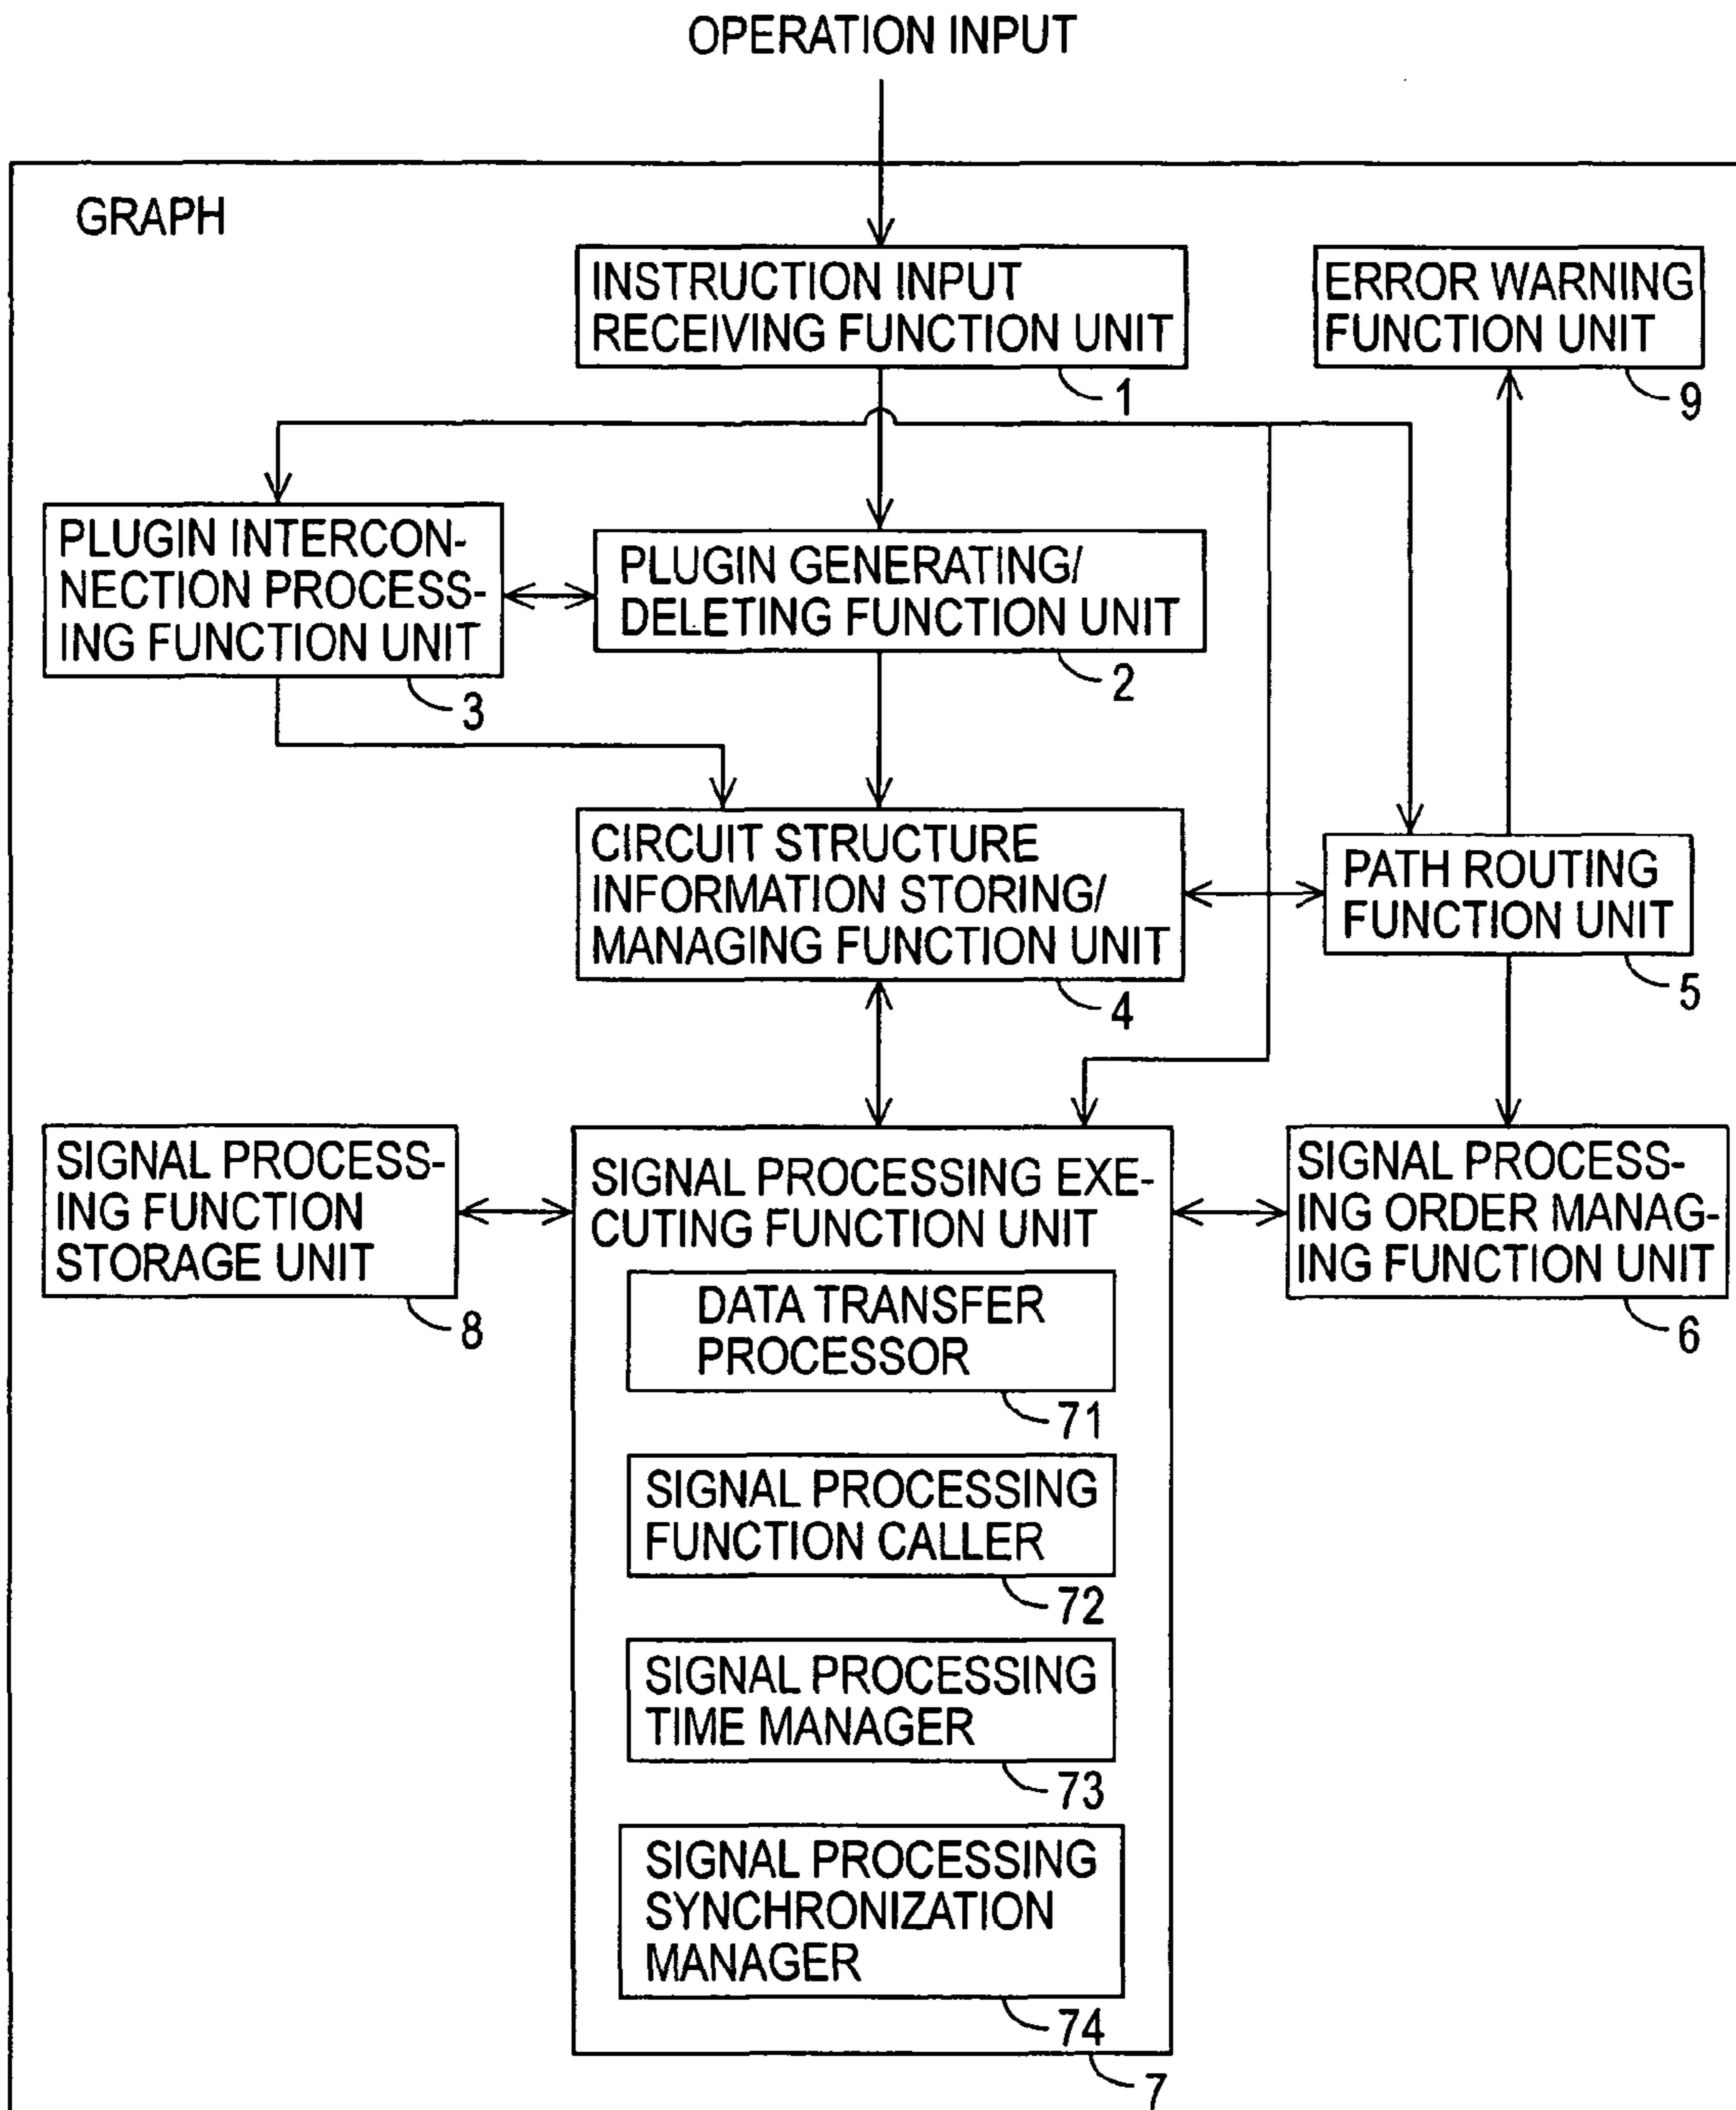 OPERATION INPUT
GRAPH
INSTRUCTION INPUT
RECEIVING FUNCTION UNIT
1
ERROR WARNING
FUNCTION UNIT
9
PLUGIN INTERCON-
NECTION PROCESS-
ING FUNCTION UNIT
3
PLUGIN GENERATING/
DELETING FUNCTION UNIT
2
CIRCUIT STRUCTURE
INFORMATION STORING/
MANAGING FUNCTION UNIT
4
PATH ROUTING
FUNCTION UNIT
5
SIGNAL PROCESS-
ING FUNCTION
STORAGE UNIT
8
SIGNAL PROCESSING EXE-
CUTING FUNCTION UNIT
SIGNAL PROCESS-
ING ORDER MANAG-
ING FUNCTION UNIT
6
DATA TRANSFER
PROCESSOR
71
SIGNAL PROCESSING
FUNCTION CALLER
72
SIGNAL PROCESSING
TIME MANAGER
73
SIGNAL PROCESSING
SYNCHRONIZATION
MANAGER
74
7